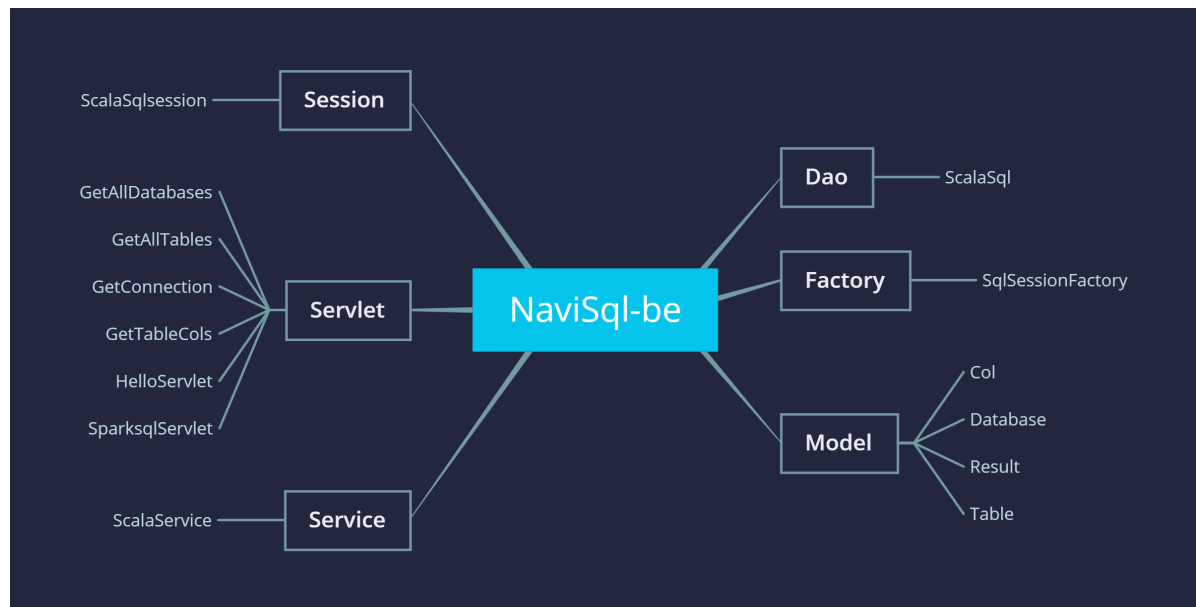 ScalaSqlsession
Session
GetAllDatabases
GetAllTables
GetConnection
GetTableCols
HelloServlet
SparksqlServlet
Servlet
ScalaService
Service
NaviSql-be
Dao
ScalaSql
Factory
SqlSessionFactory
Model
Col
Database
Result
Table